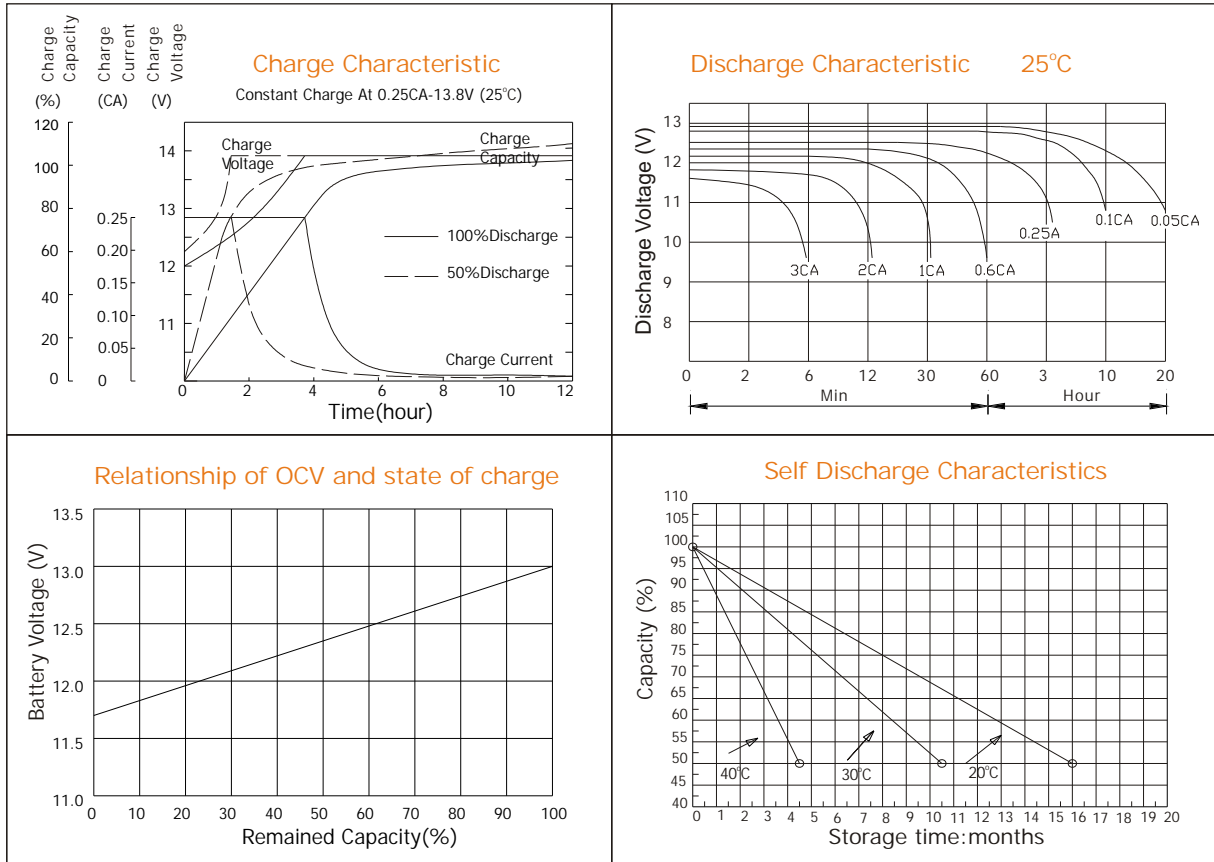 Charge Capacity
Charge Current
Charge Voltage
(%)
(CA)
(V)
Charge Characteristic
Constant Charge At 0.25CA-13.8V (25°C)
120
100
80
60
40
20
0
0.25
0.20
0.15
0.10
0.05
0
14
13
12
11
Charge Voltage
Charge Capacity
100%Discharge
50%Discharge
Charge Current
0 2 4 6 8 10 12
Time(hour)
Discharge Characteristic 25°C
Discharge Voltage (V)
13
12
11
10
9
8
3CA 2CA 1CA 0.6CA 0.25A 0.1CA 0.05CA
0 2 6 12 30 60 3 10 20
Min Hour
Relationship of OCV and state of charge
Battery Voltage (V)
13.5
13.0
12.5
12.0
11.5
11.0
0 10 20 30 40 50 60 70 80 90 100
Remained Capacity(%)
Self Discharge Characteristics
Capacity (%)
110
105
100
95
90
85
80
75
70
65
60
55
50
45
40
40°C 30°C 20°C
0 1 2 3 4 5 6 7 8 9 10 11 12 13 14 15 16 17 18 19 20
Storage time:months